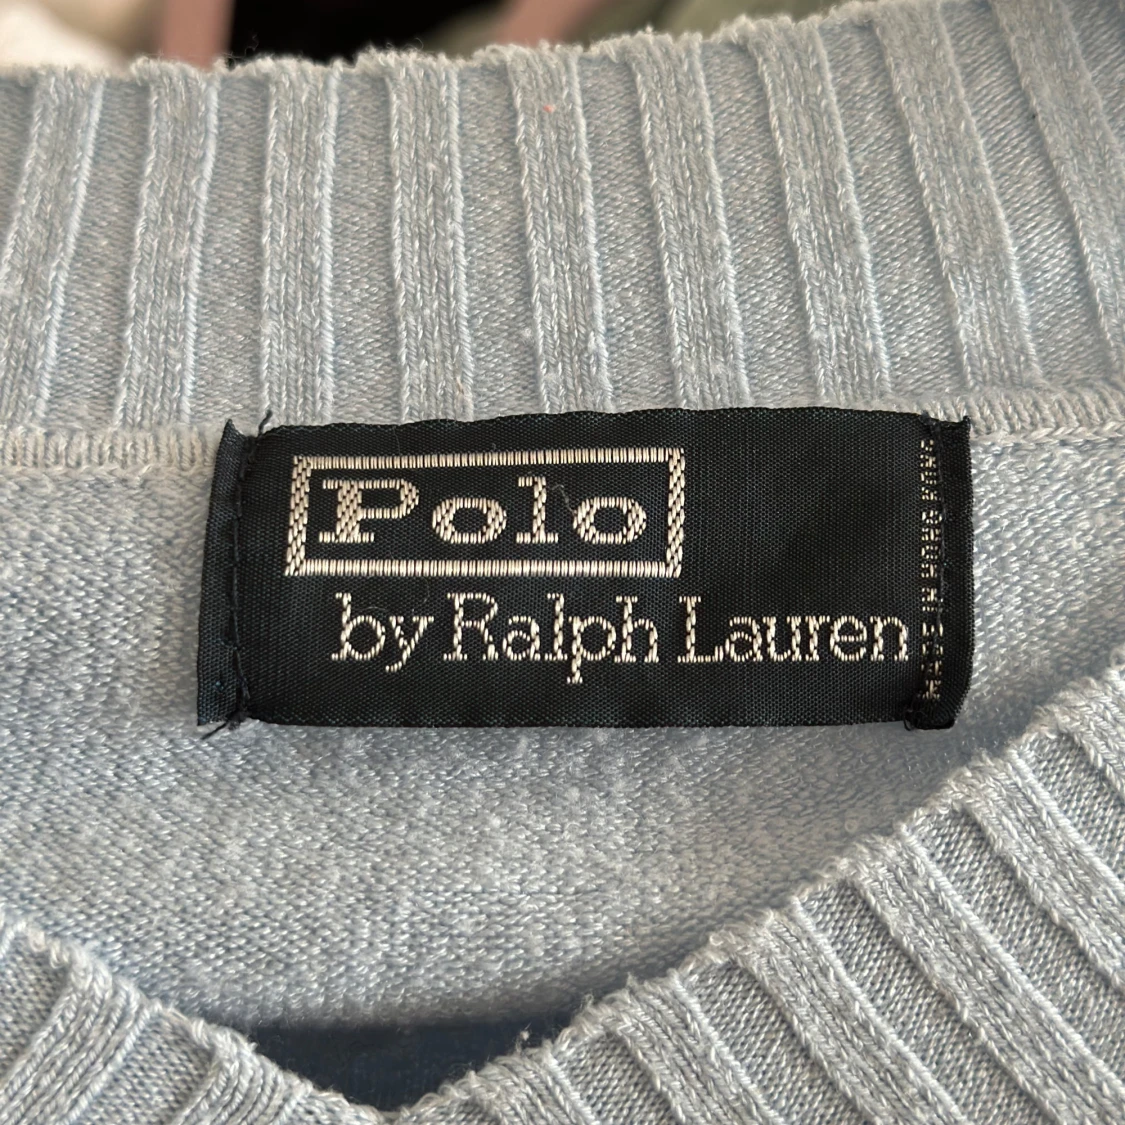 Polo
by Ralph Lauren
MADE IN HONG KONG